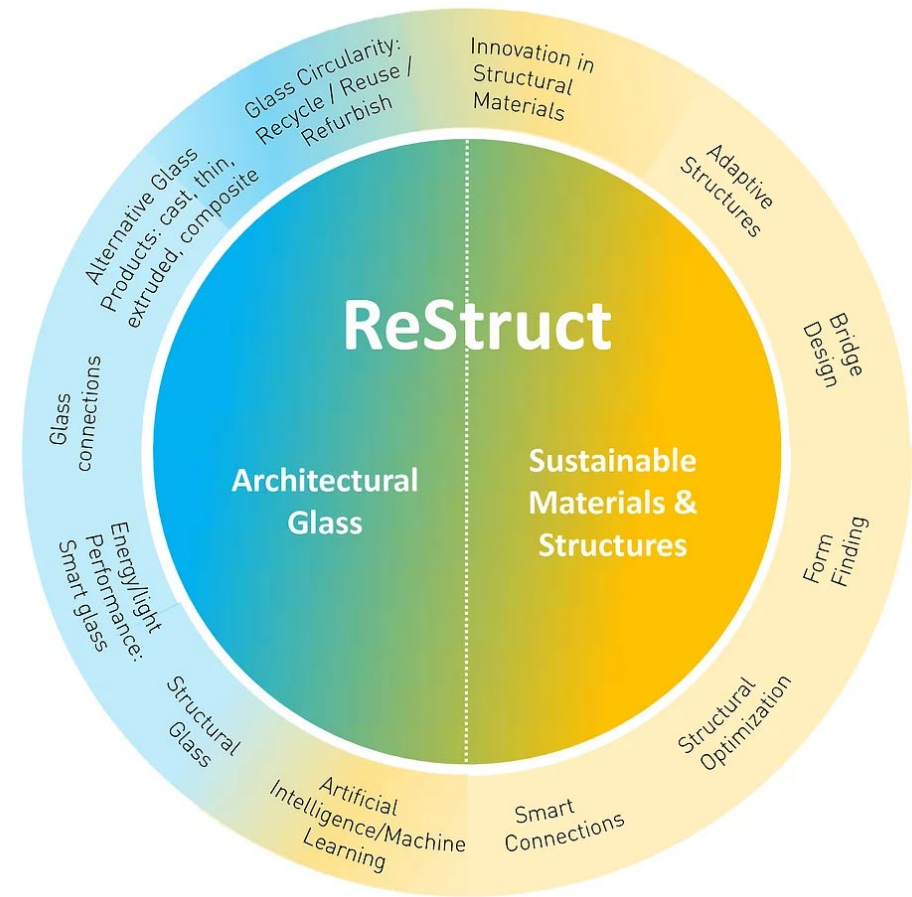 ReStruct
Architectural
Glass
Sustainable
Materials &
Structures
Innovation in
Structural
Materials
Adaptive
Structures
Bridge
Design
Form
Finding
Structural
Optimization
Smart
Connections
Artificial
Intelligence/Machine
Learning
Structural
Glass
Energy/light
Performance:
Smart glass
Glass
connections
Alternative Glass
Products: cast, thin,
extruded, composite
Glass Circularity:
Recycle / Reuse /
Refurbish